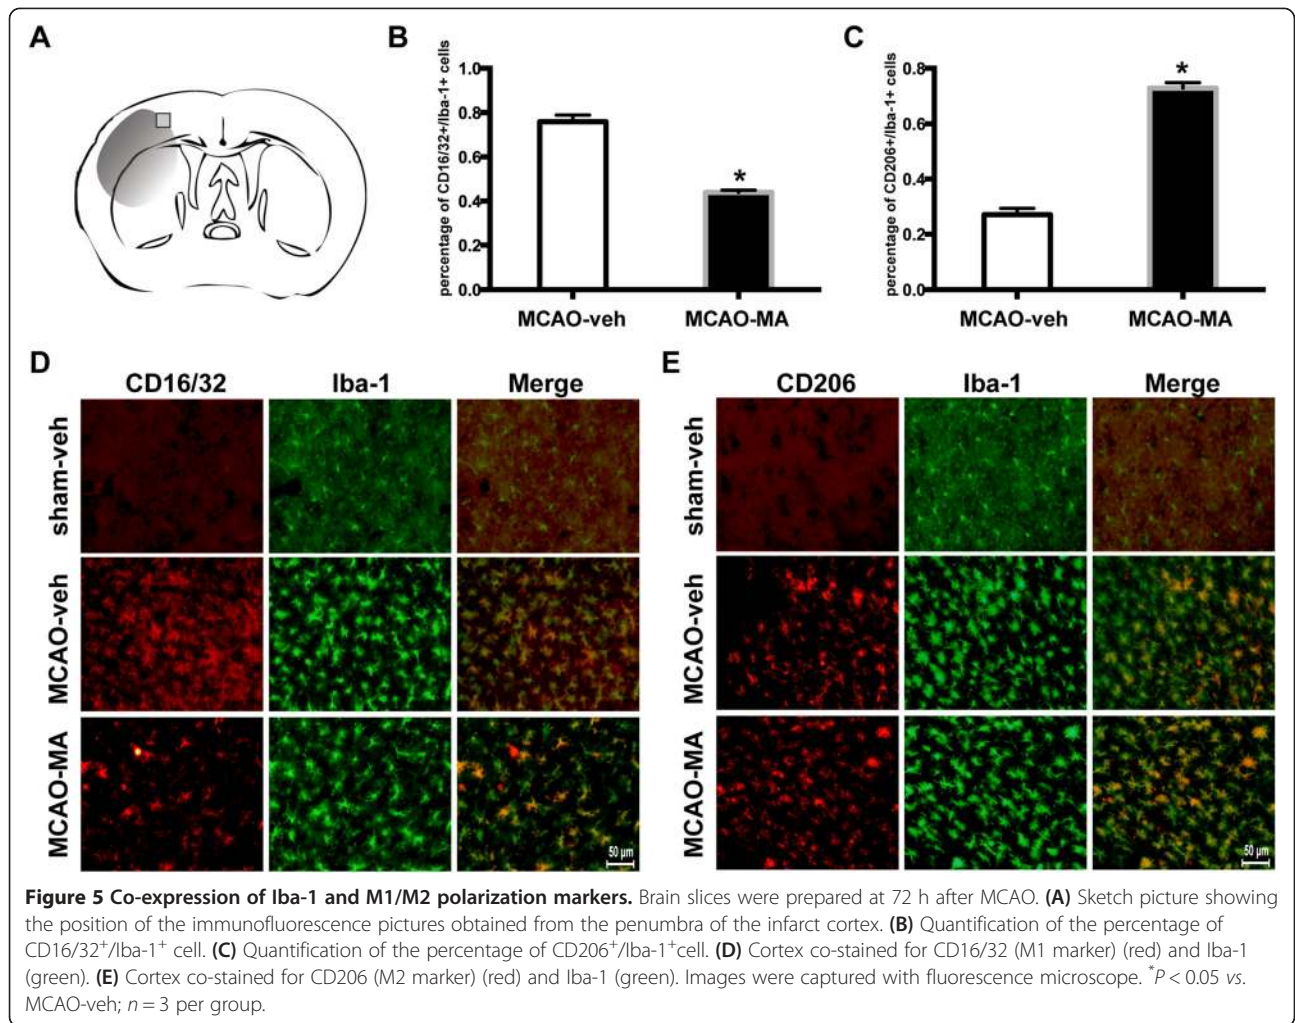 A
B
percentage of CD16/32+/Iba-1+ cells
1.0
0.8
0.6
0.4
0.2
0.0
*
MCAO-veh MCAO-MA
C
percentage of CD206+/Iba-1+ cells
0.8
0.6
0.4
0.2
0.0
*
MCAO-veh MCAO-MA
D
CD16/32 Iba-1 Merge
sham-veh
MCAO-veh
MCAO-MA
50 µm
E
CD206 Iba-1 Merge
sham-veh
MCAO-veh
MCAO-MA
50 µm
Figure 5 Co-expression of Iba-1 and M1/M2 polarization markers. Brain slices were prepared at 72 h after MCAO. (A) Sketch picture showing
the position of the immunofluorescence pictures obtained from the penumbra of the infarct cortex. (B) Quantification of the percentage of
CD16/32⁺/Iba-1⁺ cell. (C) Quantification of the percentage of CD206⁺/Iba-1⁺cell. (D) Cortex co-stained for CD16/32 (M1 marker) (red) and Iba-1
(green). (E) Cortex co-stained for CD206 (M2 marker) (red) and Iba-1 (green). Images were captured with fluorescence microscope. *P < 0.05 vs.
MCAO-veh; n = 3 per group.